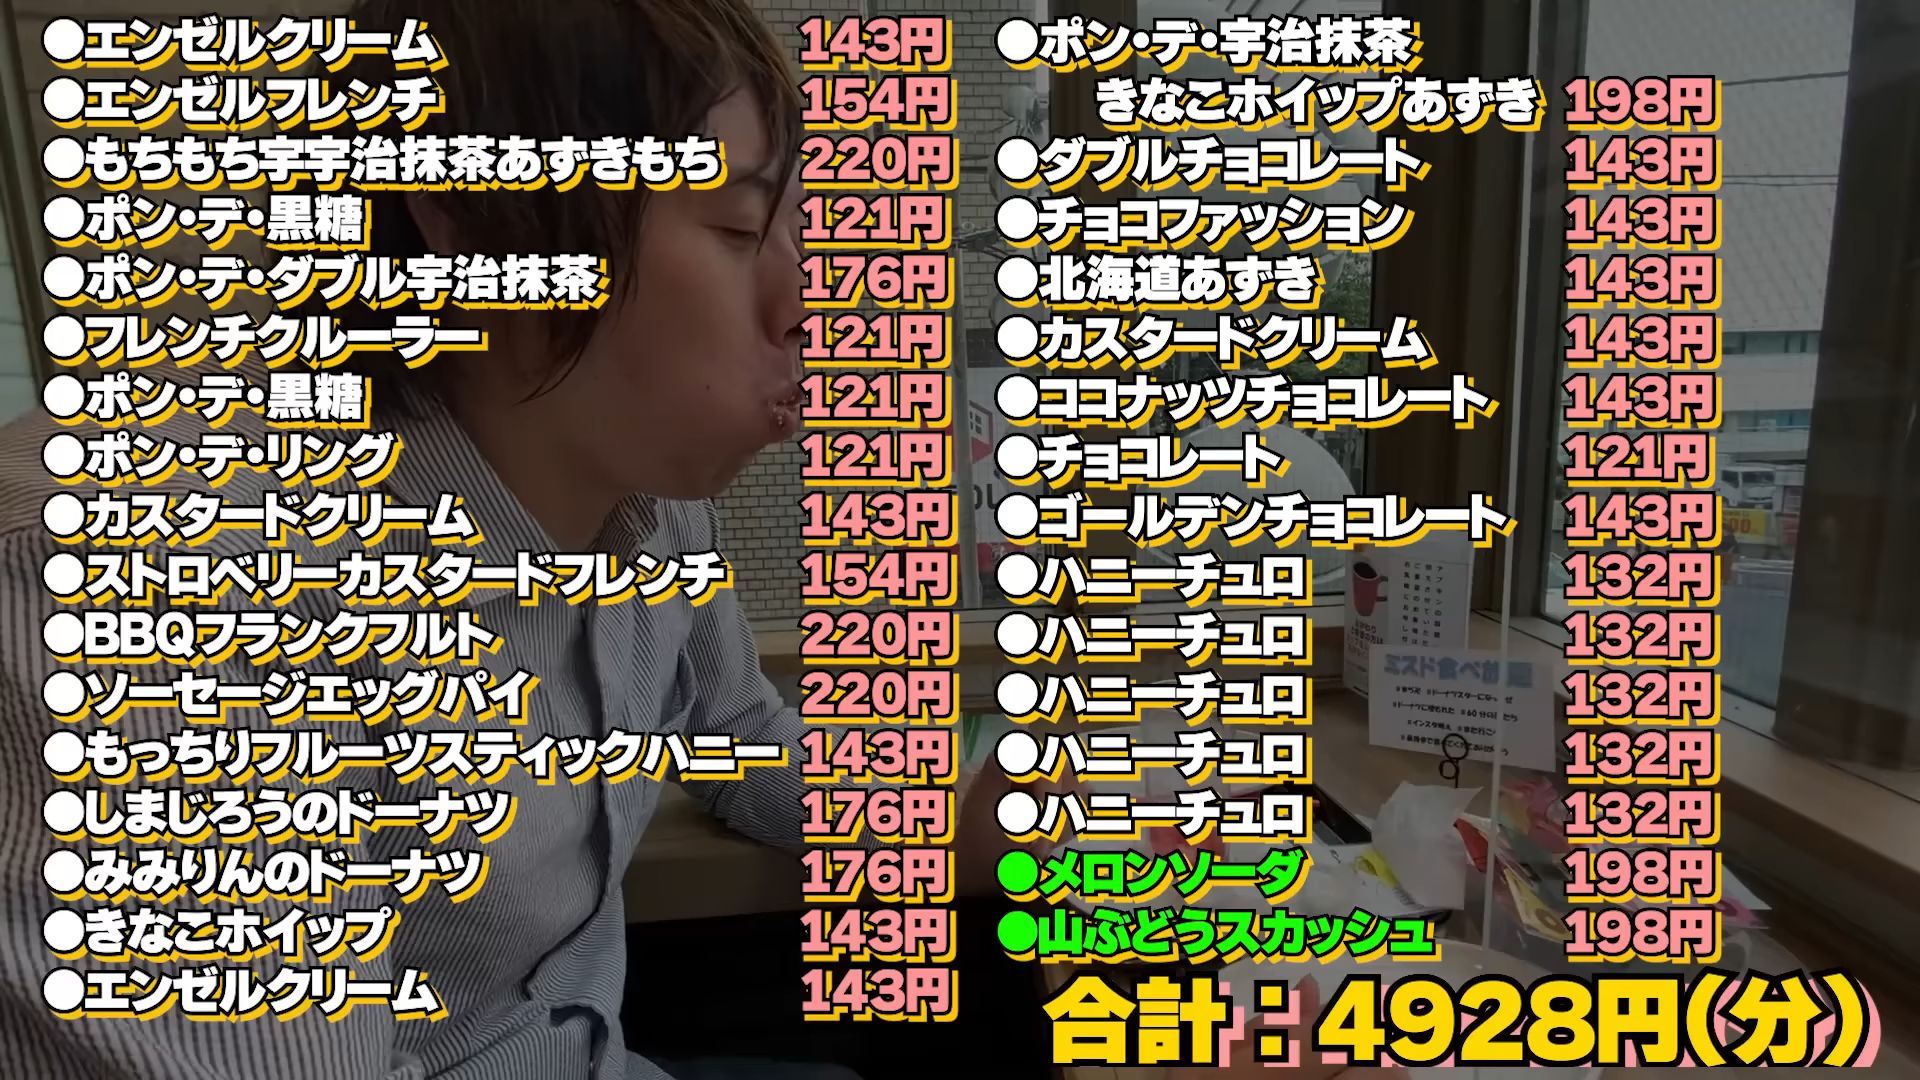 ●エンゼルクリーム 143円
●エンゼルフレンチ 154円
●もちもち宇宇治抹茶あずきもち 220円
●ポン・デ・黒糖 121円
●ポン・デ・ダブル宇治抹茶 176円
●フレンチクルーラー 121円
●ポン・デ・黒糖 121円
●ポン・デ・リング 121円
●カスタードクリーム 143円
●ストロベリーカスタードフレンチ 154円
●BBQフランクフルト 220円
●ソーセージエッグパイ 220円
●もっちりフルーツスティックハニー 143円
●しまじろうのドーナツ 176円
●みみりんのドーナツ 176円
●きなこホイップ 143円
●エンゼルクリーム 143円
●ポン・デ・宇治抹茶
きなこホイップあずき 198円
●ダブルチョコレート 143円
●チョコファッション 143円
●北海道あずき 143円
●カスタードクリーム 143円
●ココナッツチョコレート 143円
●チョコレート 121円
●ゴールデンチョコレート 143円
●ハニーチュロ 132円
●ハニーチュロ 132円
●ハニーチュロ 132円
●ハニーチュロ 132円
●ハニーチュロ 132円
●メロンソーダ 198円
●山ぶどうスカッシュ 198円
合計：4928円(分)
ミスド食べ放題